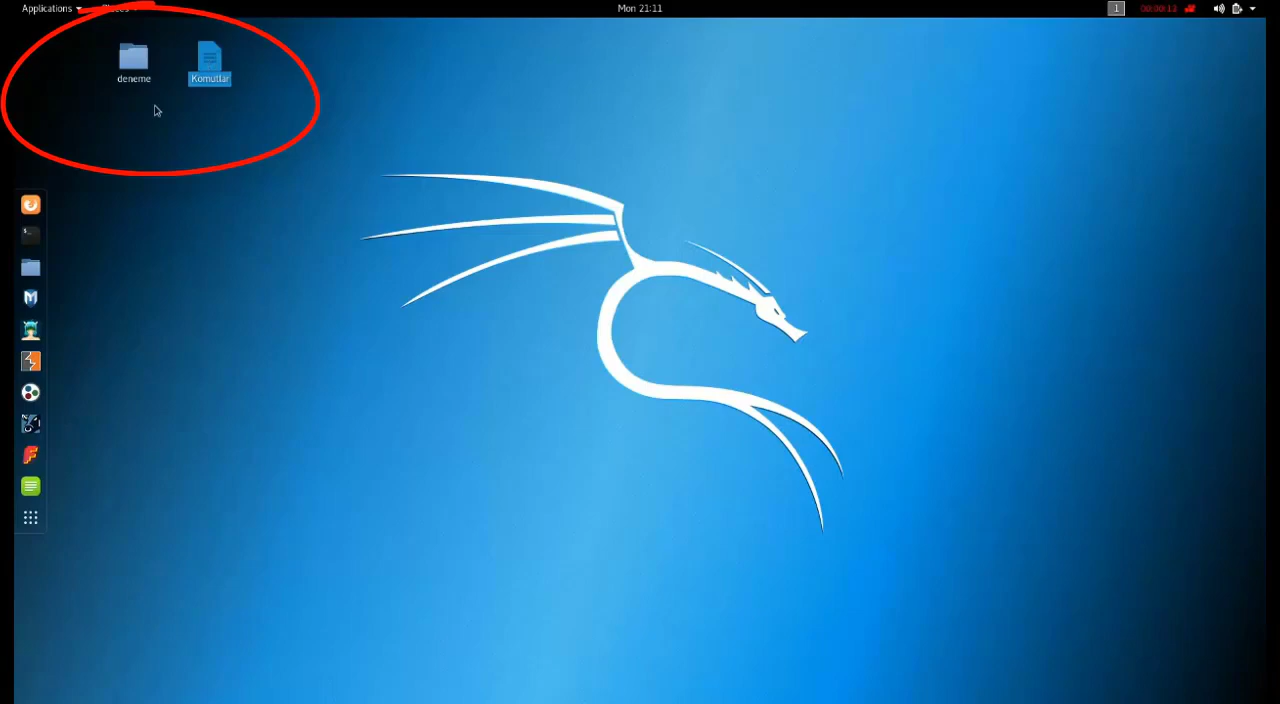 Applications
Mon 21:11
1
00:00:13
deneme
Komutlar